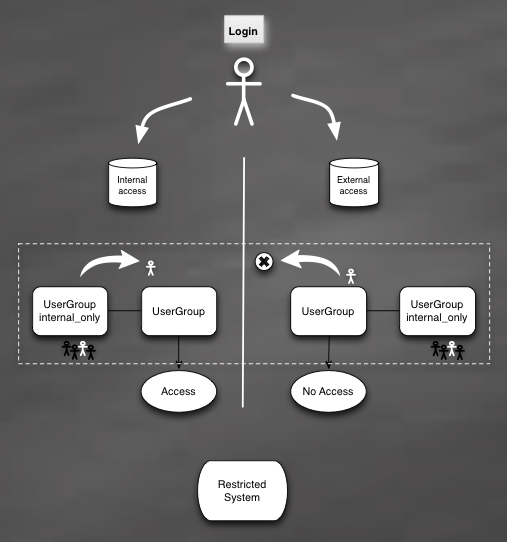 Login
Internal
access
External
access
UserGroup
internal_only
UserGroup
UserGroup
UserGroup
internal_only
Access
No Access
Restricted
System